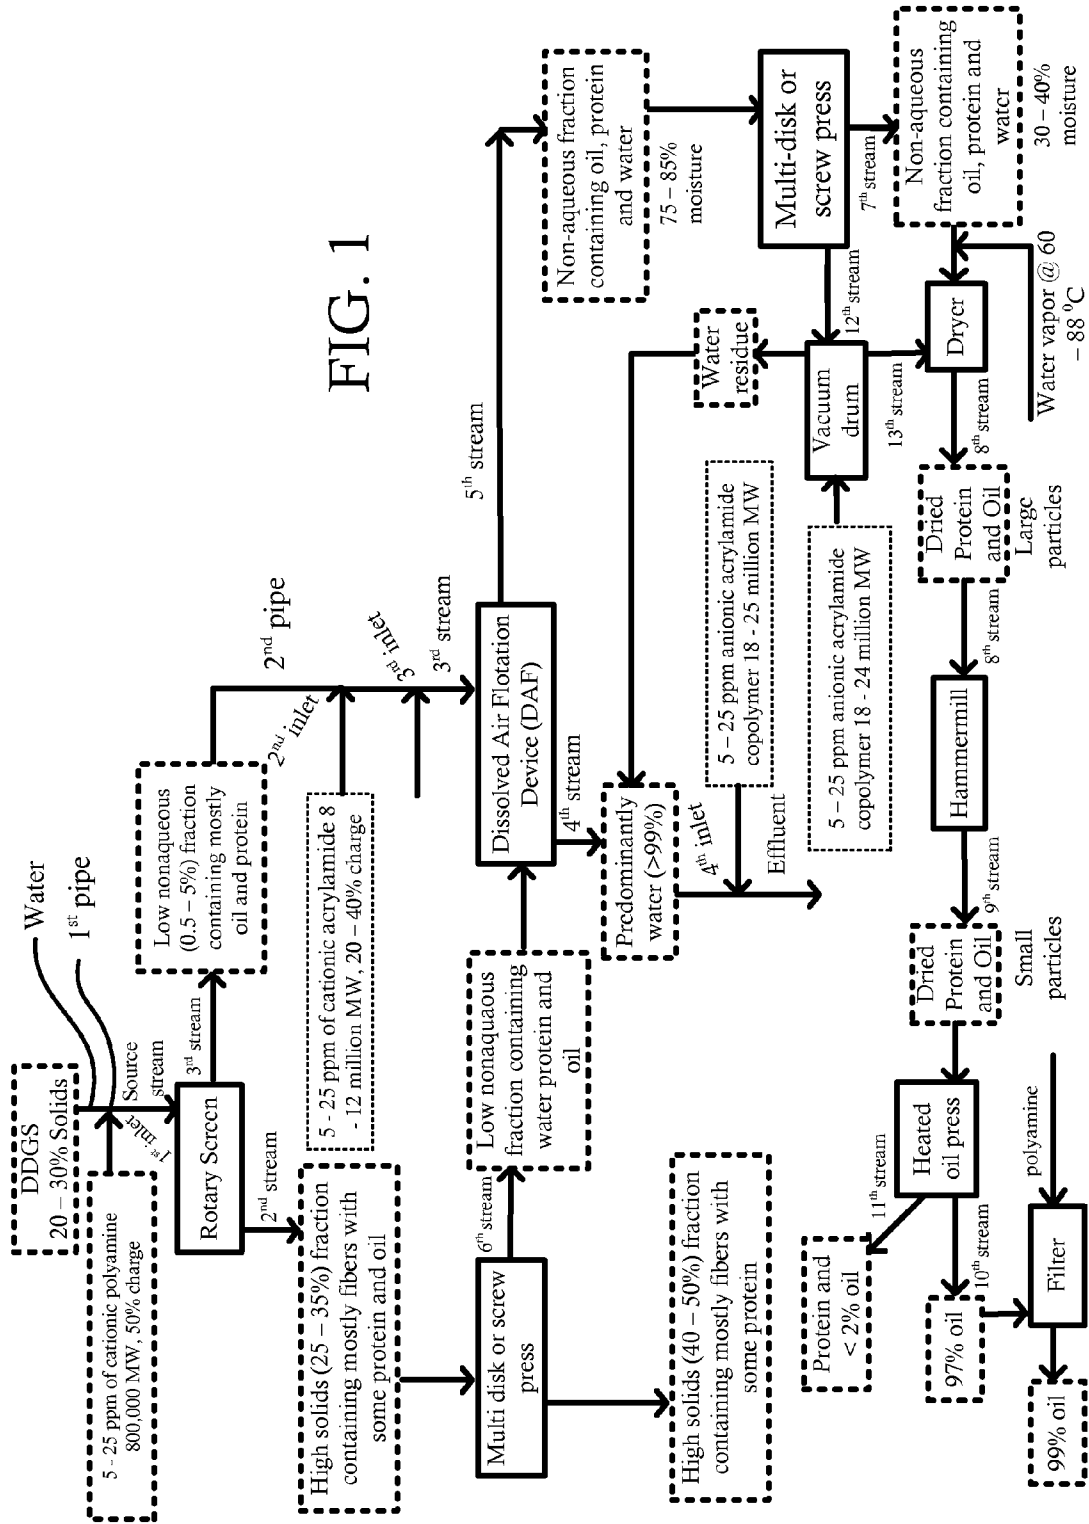 FIG. 1
Water
1st pipe
DDGS
20 – 30% Solids
5 - 25 ppm of cationic polyamine
800,000 MW, 50% charge
1st inlet
Source
stream
Rotary Screen
3rd stream
2nd stream
Low nonaqueous
(0.5 – 5%) fraction
containing mostly
oil and protein
2nd pipe
2nd inlet
3rd inlet
3rd stream
5 - 25 ppm of cationic acrylamide 8
- 12 million MW, 20 – 40% charge
High solids (25 – 35%) fraction
containing mostly fibers with
some protein and oil
Multi disk or screw
press
6th stream
Low nonaquaous
fraction containing
water protein and
oil
Dissolved Air Flotation
Device (DAF)
5th stream
4th stream
Non-aqueous fraction
containing oil, protein
and water
75 – 85%
moisture
High solids (40 – 50%) fraction
containing mostly fibers with
some protein
Predominantly
water (>99%)
4th inlet
Effluent
5 – 25 ppm anionic acrylamide
copolymer 18 - 25 million MW
Water
residue
Multi-disk or
screw press
12th stream
7th stream
Vacuum
drum
13th stream
5 – 25 ppm anionic acrylamide
copolymer 18 - 24 million MW
Non-aqueous
fraction containing
oil, protein and
water
30 – 40%
moisture
Water vapor @ 60
– 88 °C
Dryer
8th stream
Dried
Protein
and Oil
Large
particles
8th stream
Hammermill
9th stream
Dried
Protein
and Oil
Small
particles
Heated
oil press
11th stream
Protein and
< 2% oil
10th stream
97% oil
polyamine
Filter
99% oil